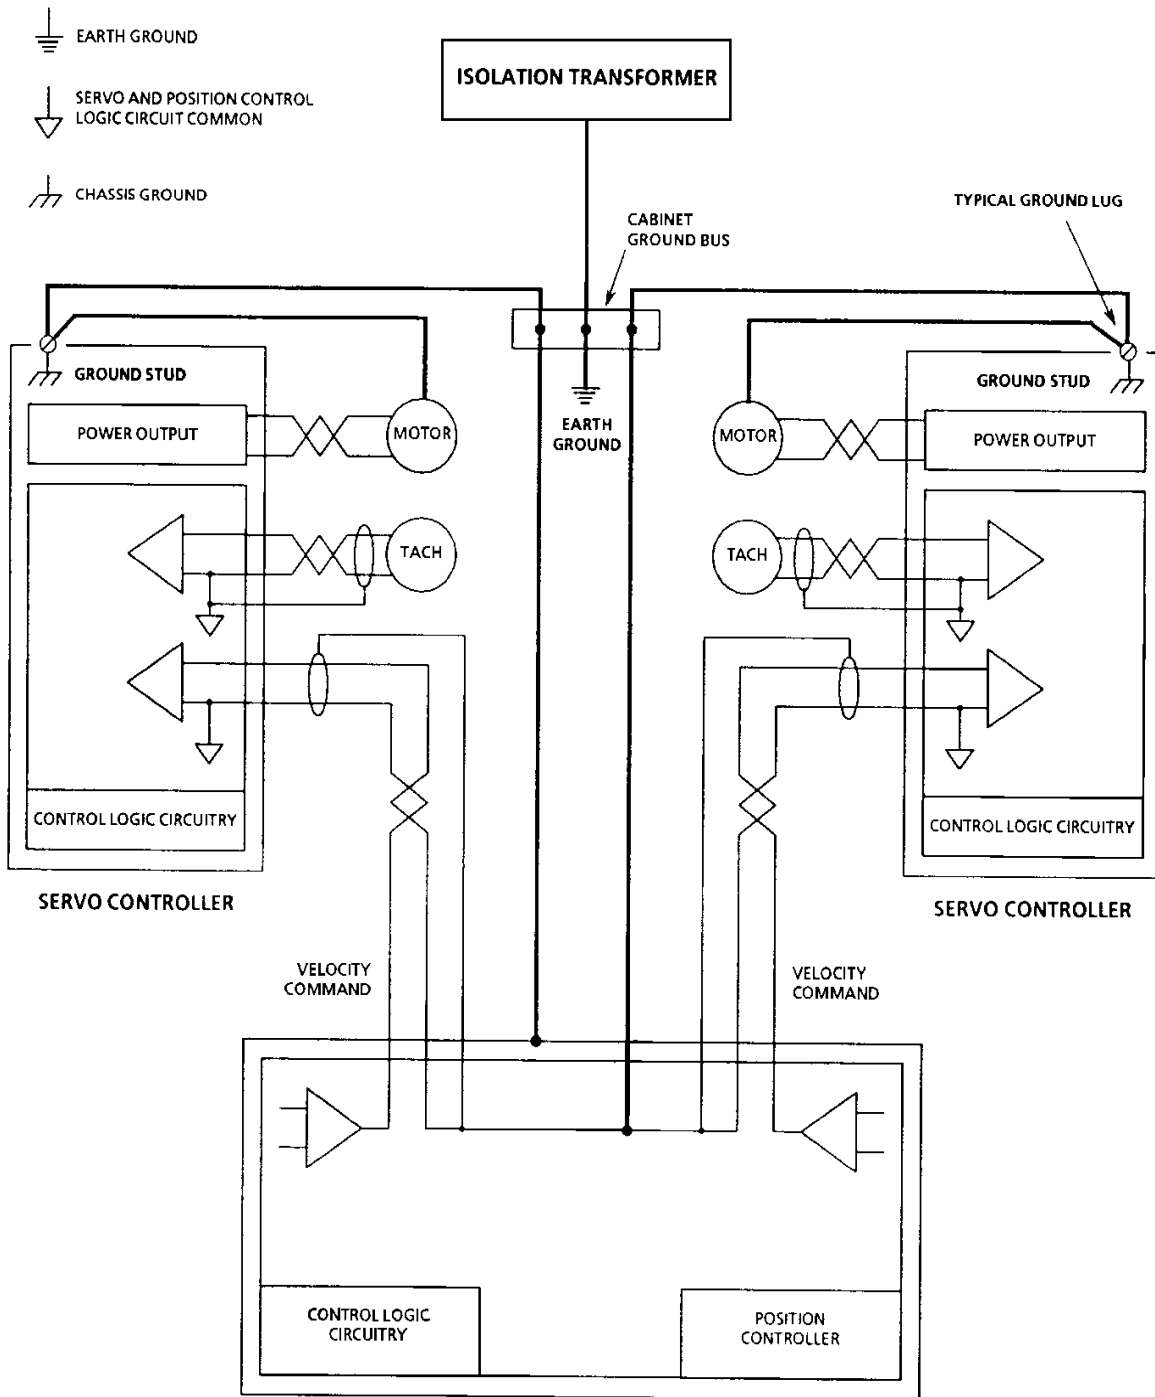 EARTH GROUND
ISOLATION TRANSFORMER
SERVO AND POSITION CONTROL
LOGIC CIRCUIT COMMON
CHASSIS GROUND
TYPICAL GROUND LUG
CABINET
GROUND BUS
GROUND STUD
POWER OUTPUT
MOTOR
EARTH
GROUND
MOTOR
GROUND STUD
POWER OUTPUT
TACH
TACH
CONTROL LOGIC CIRCUITRY
CONTROL LOGIC CIRCUITRY
SERVO CONTROLLER
SERVO CONTROLLER
VELOCITY
COMMAND
VELOCITY
COMMAND
CONTROL LOGIC
CIRCUITRY
POSITION
CONTROLLER